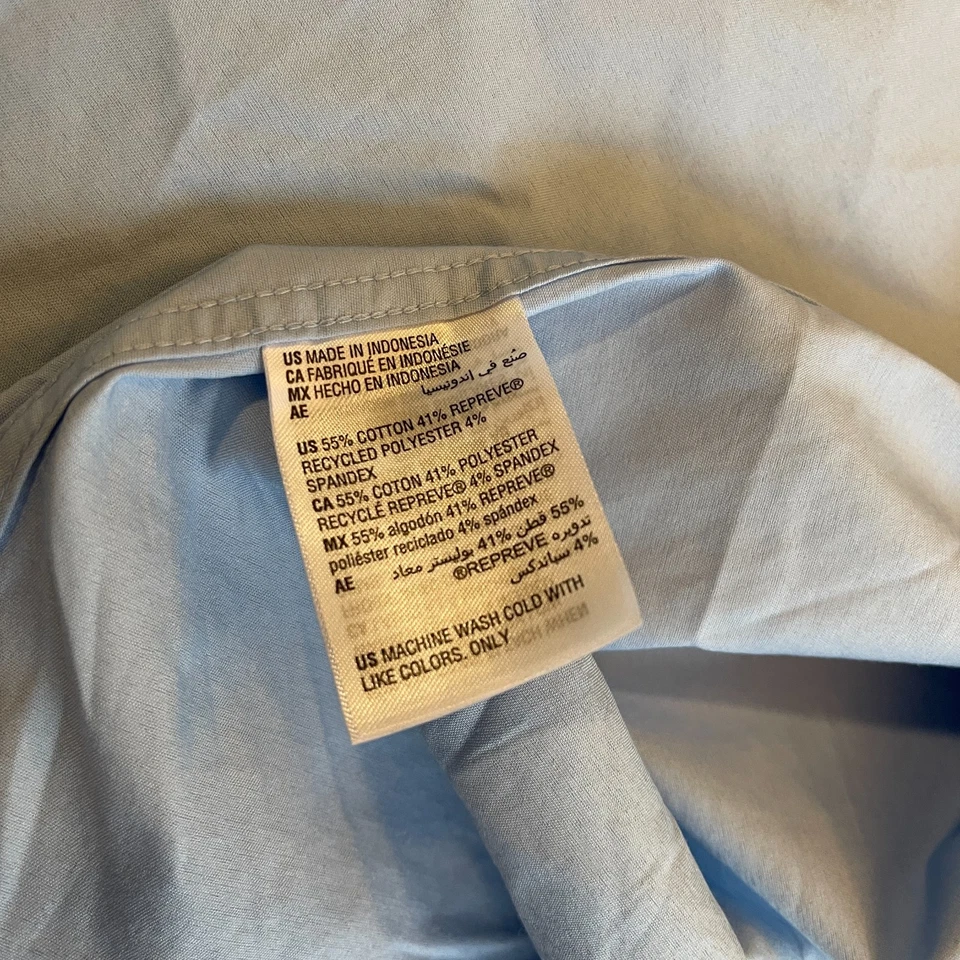 US MADE IN INDONESIA
CA FABRIQUÉ EN INDONÉSIE
MX HECHO EN INDONESIA
AE صنع في اندونيسيا
US 55% COTTON 41% REPREVE®
RECYCLED POLYESTER 4%
SPANDEX
CA 55% COTON 41% POLYESTER
RECYCLÉ REPREVE® 4% SPANDEX
MX 55% algodón 41% REPREVE®
poliéster reciclado 4% spándex
AE 55% قطن 41% بوليستر معاد
تدويره REPREVE®
4% سباندكس
US MACHINE WASH COLD WITH
LIKE COLORS. ONLY